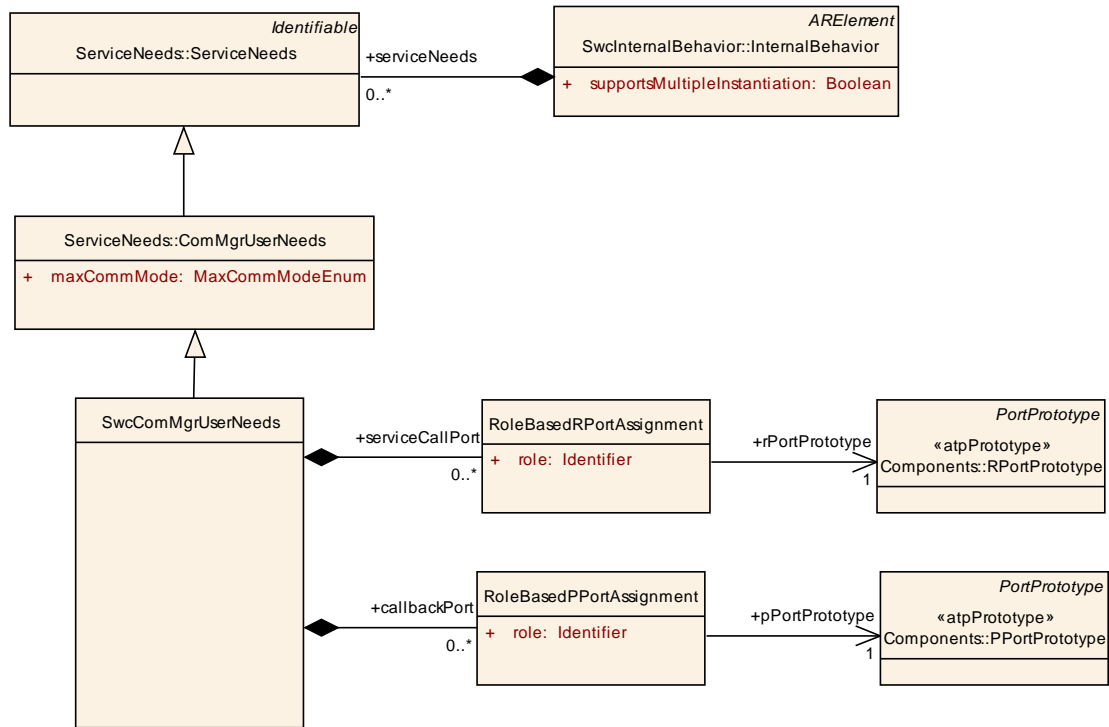 Identifiable
ServiceNeeds::ServiceNeeds
+serviceNeeds
0..*
ARElement
SwcInternalBehavior::InternalBehavior
+ supportsMultipleInstantiation: Boolean
ServiceNeeds::ComMgrUserNeeds
+ maxCommMode: MaxCommModeEnum
SwcComMgrUserNeeds
+serviceCallPort
0..*
RoleBasedRPortAssignment
+ role: Identifier
+rPortPrototype
1
PortPrototype
«atpPrototype»
Components::RPortPrototype
+callbackPort
0..*
RoleBasedPPortAssignment
+ role: Identifier
+pPortPrototype
1
PortPrototype
«atpPrototype»
Components::PPortPrototype